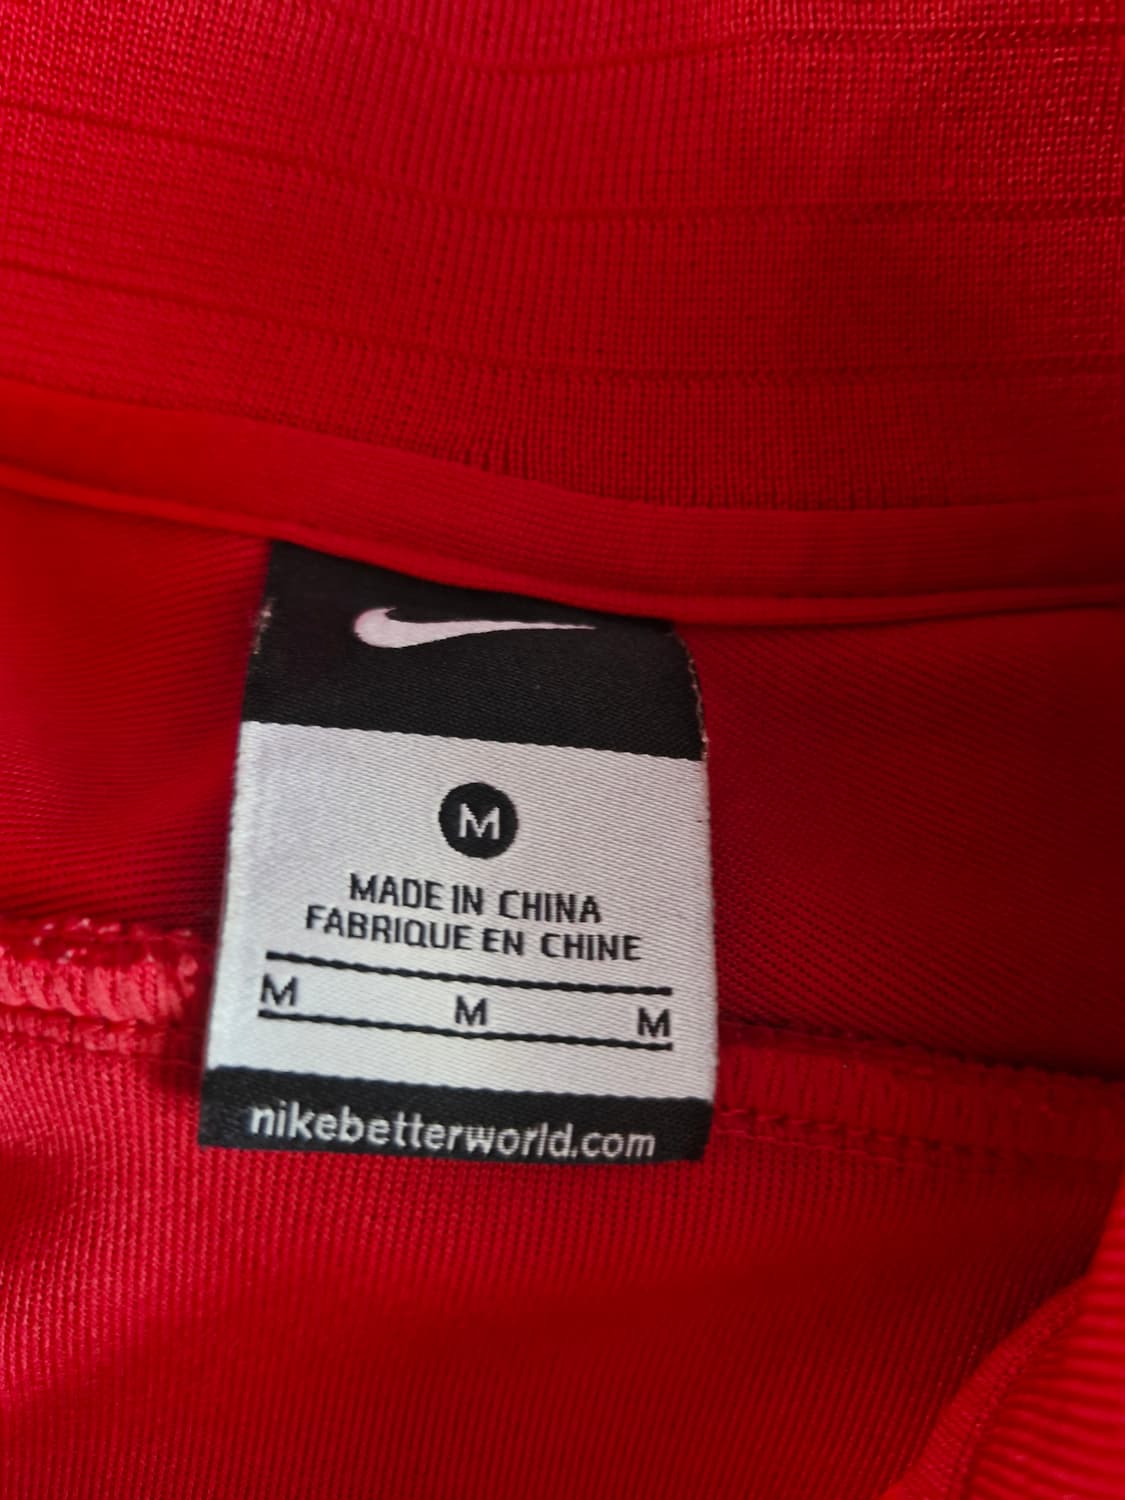 M
MADE IN CHINA
FABRIQUE EN CHINE
M M M
nikebetterworld.com